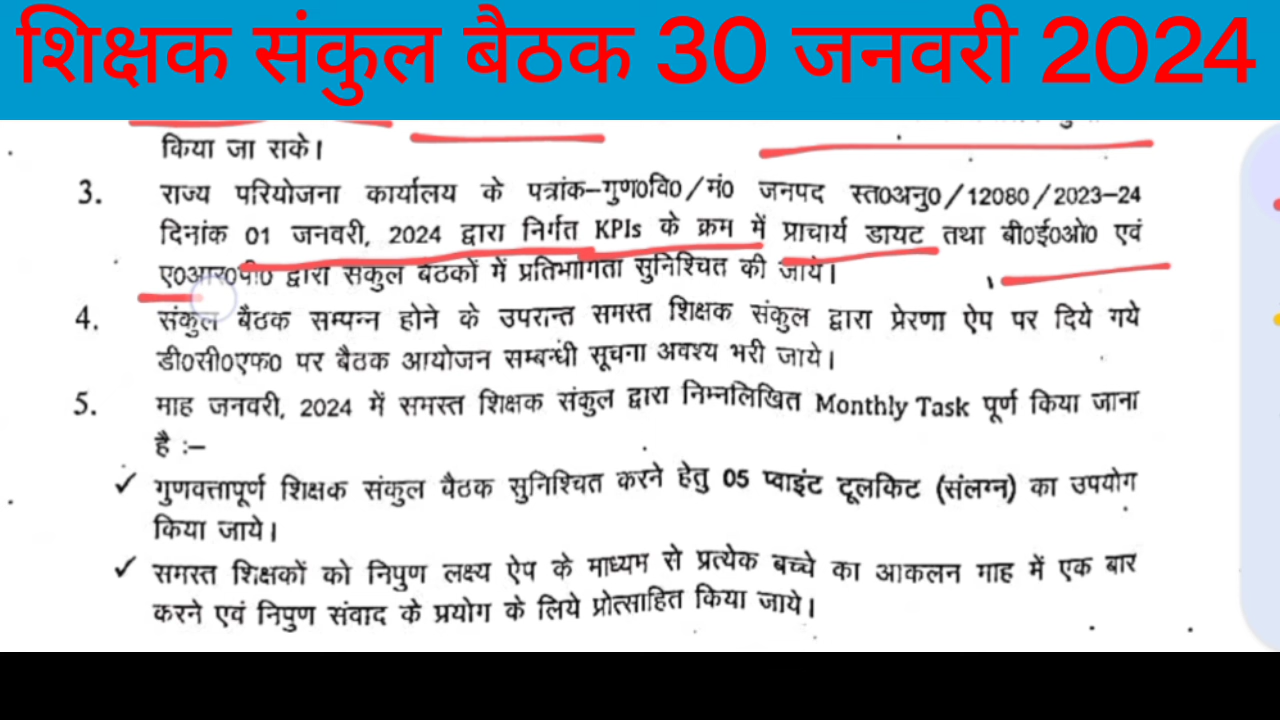 शिक्षक संकुल बैठक 30 जनवरी 2024
किया जा सके।
3. राज्य परियोजना कार्यालय के पत्रांक–गुण0वि0/मं0 जनपद स्त0अनु0/12080/2023–24
दिनांक 01 जनवरी, 2024 द्वारा निर्गत KPIs के क्रम में प्राचार्य डायट तथा बी0ई0ओ0 एवं
ए0आर0पी0 द्वारा संकुल बैठकों में प्रतिभागिता सुनिश्चित की जाये।
4. संकुल बैठक सम्पन्न होने के उपरान्त समस्त शिक्षक संकुल द्वारा प्रेरणा ऐप पर दिये गये
डी0सी0एफ0 पर बैठक आयोजन सम्बन्धी सूचना अवश्य भरी जाये।
5. माह जनवरी, 2024 में समस्त शिक्षक संकुल द्वारा निम्नलिखित Monthly Task पूर्ण किया जाना
है :–
✓ गुणवत्तापूर्ण शिक्षक संकुल बैठक सुनिश्चित करने हेतु 05 प्वाइंट टूलकिट (संलग्न) का उपयोग
किया जाये।
✓ समस्त शिक्षकों को निपुण लक्ष्य ऐप के माध्यम से प्रत्येक बच्चे का आकलन माह में एक बार
करने एवं निपुण संवाद के प्रयोग के लिये प्रोत्साहित किया जाये।